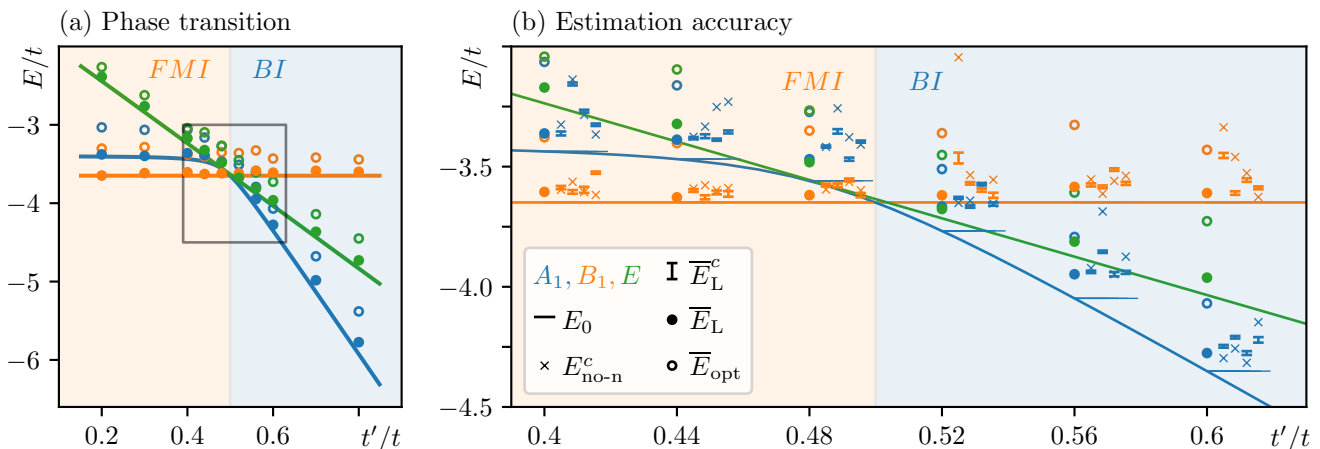 (a) Phase transition
(b) Estimation accuracy
E/t
FMI
BI
−3
−4
−5
−6
0.2
0.4
0.6
t′/t
E/t
FMI
BI
−3.5
−4.0
−4.5
A₁, B₁, E
E₀
E^c_no-n
E̅^c_L
E̅_L
E̅_opt
0.4
0.44
0.48
0.52
0.56
0.6
t′/t